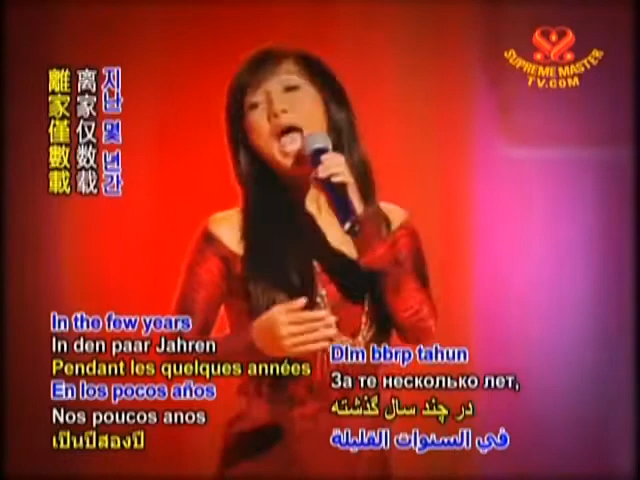 SUPREME MASTER
TV.COM
離家僅數載
离家仅数载
지난 몇 년간
In the few years
In den paar Jahren
Pendant les quelques années
En los pocos años
Nos poucos anos
เป็นปีสองปี
Dlm bbrp tahun
За те несколько лет,
در چند سال گذشته
في السنوات القليلة